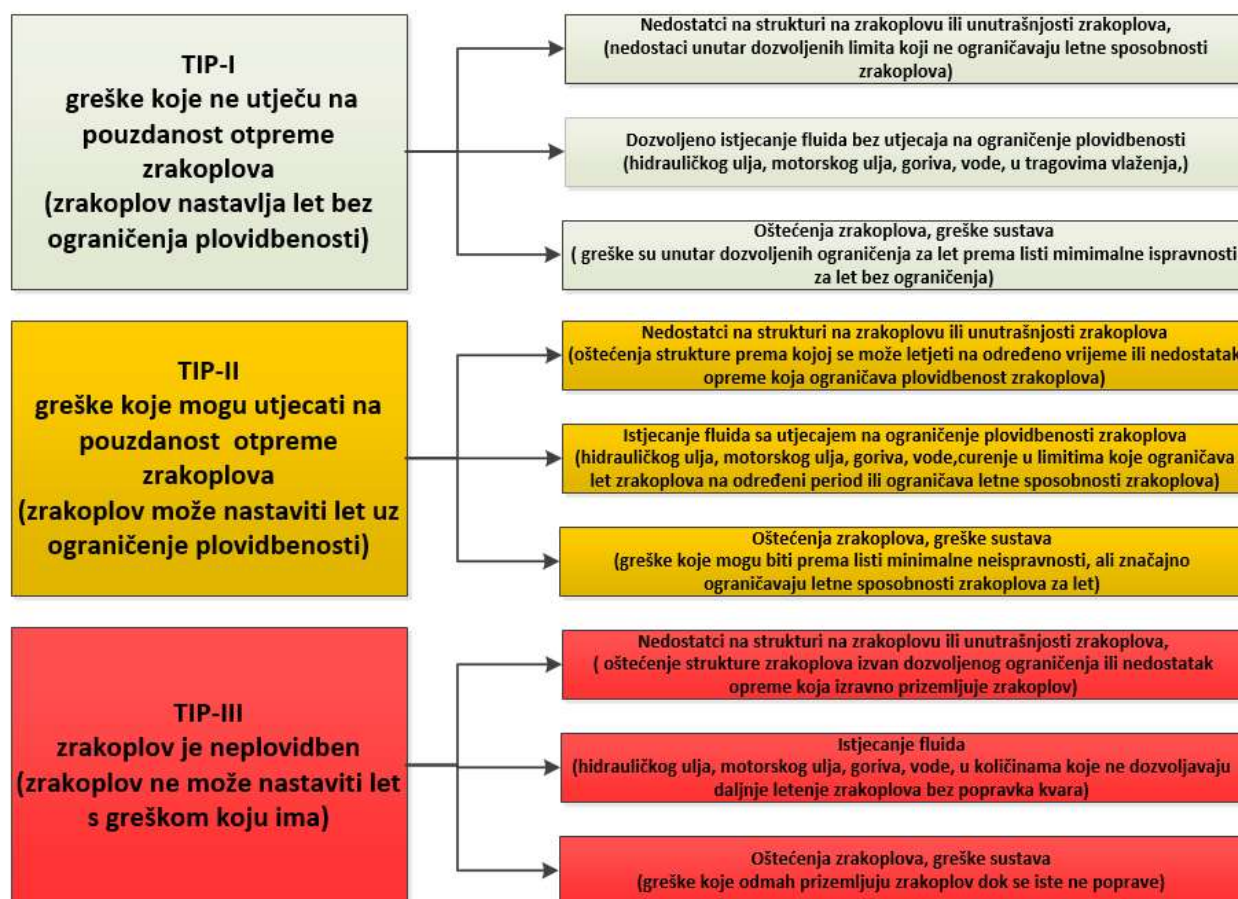 TIP-I
greške koje ne utječu na
pouzdanost otpreme
zrakoplova
(zrakoplov nastavlja let bez
ograničenja plovidbenosti)
Nedostatci na strukturi na zrakoplovu ili unutrašnjosti zrakoplova,
(nedostaci unutar dozvoljenih limita koji ne ograničavaju letne sposobnosti
zrakoplova)
Dozvoljeno istjecanje fluida bez utjecaja na ograničenje plovidbenosti
(hidrauličkog ulja, motorskog ulja, goriva, vode, u tragovima vlaženja,)
Oštećenja zrakoplova, greške sustava
( greške su unutar dozvoljenih ograničenja za let prema listi mimimalne ispravnosti
za let bez ograničenja)
TIP-II
greške koje mogu utjecati na
pouzdanost otpreme
zrakoplova
(zrakoplov može nastaviti let uz
ograničenje plovidbenosti)
Nedostatci na strukturi na zrakoplovu ili unutrašnjosti zrakoplova
(oštećenja strukture prema kojoj se može letjeti na određeno vrijeme ili nedostatak
opreme koja ograničava plovidbenost zrakoplova)
Istjecanje fluida sa utjecajem na ograničenje plovidbenosti zrakoplova
(hidrauličkog ulja, motorskog ulja, goriva, vode,curenje u limitima koje ograničava
let zrakoplova na određeni period ili ograničava letne sposobnosti zrakoplova)
Oštećenja zrakoplova, greške sustava
(greške koje mogu biti prema listi minimalne neispravnosti, ali značajno
ograničavaju letne sposobnosti zrakoplova za let)
TIP-III
zrakoplov je neplovidben
(zrakoplov ne može nastaviti let
s greškom koju ima)
Nedostatci na strukturi na zrakoplovu ili unutrašnjosti zrakoplova,
( oštećenje strukture zrakoplova izvan dozvoljenog ograničenja ili nedostatak
opreme koja izravno prizemljuje zrakoplov)
Istjecanje fluida
(hidrauličkog ulja, motorskog ulja, goriva, vode, u količinama koje ne dozvoljavaju
daljnje letenje zrakoplova bez popravka kvara)
Oštećenja zrakoplova, greške sustava
(greške koje odmah prizemljuju zrakoplov dok se iste ne poprave)